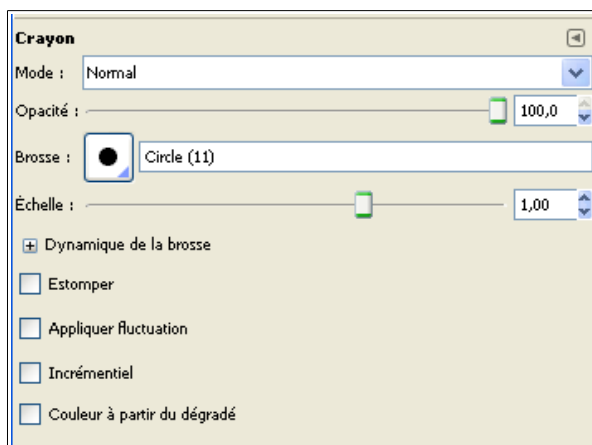 Crayon
Mode : Normal
Opacité : 100,0
Brosse : Circle (11)
Échelle : 1,00
Dynamique de la brosse
Estomper
Appliquer fluctuation
Incrémentiel
Couleur à partir du dégradé